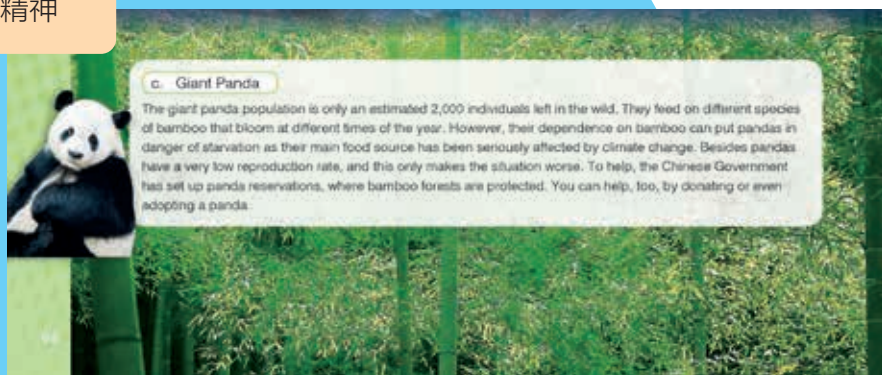 精神
c. Giant Panda
The giant panda population is only an estimated 2,000 individuals left in the wild. They feed on different species
of bamboo that bloom at different times of the year. However, their dependence on bamboo can put pandas in
danger of starvation as their main food source has been seriously affected by climate change. Besides pandas
have a very low reproduction rate, and this only makes the situation worse. To help, the Chinese Government
has set up panda reservations, where bamboo forests are protected. You can help, too, by donating or even
adopting a panda.